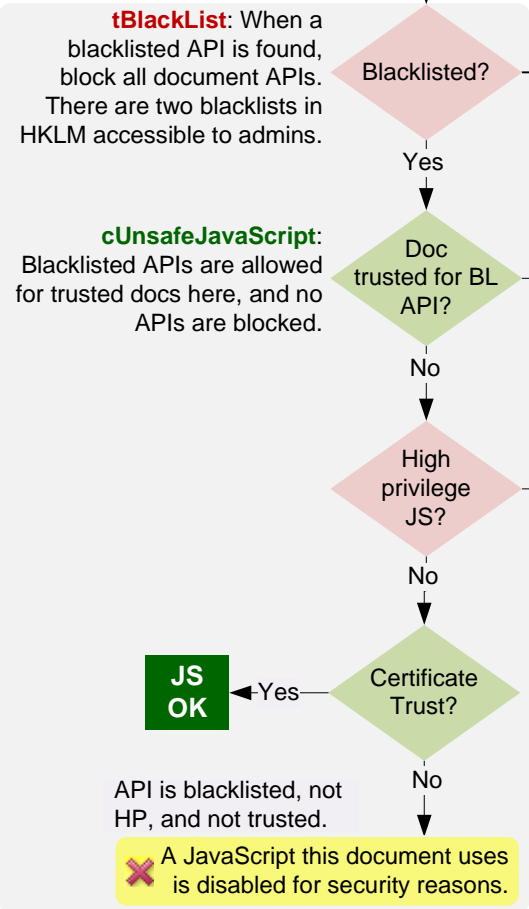 tBlackList: When a
blacklisted API is found,
block all document APIs.
There are two blacklists in
HKLM accessible to admins.
Blacklisted?
Yes
cUnsafeJavaScript:
Blacklisted APIs are allowed
for trusted docs here, and no
APIs are blocked.
Doc
trusted for BL
API?
No
High
privilege
JS?
No
Certificate
Trust?
Yes
JS
OK
No
API is blacklisted, not
HP, and not trusted.
A JavaScript this document uses
is disabled for security reasons.